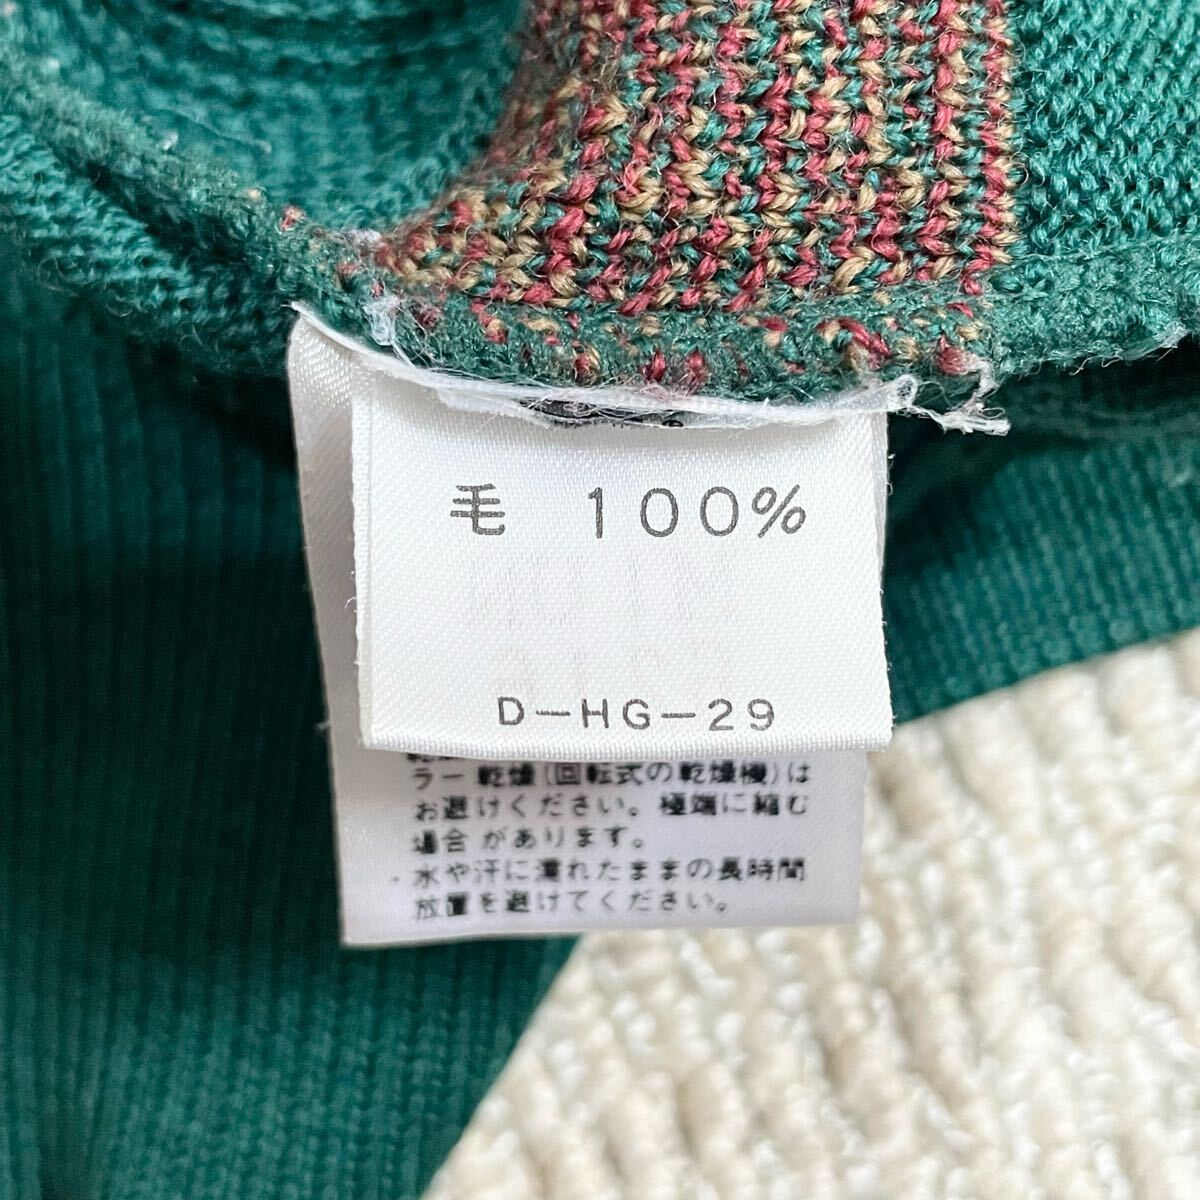 毛 100%
D-HG-29
ラー乾燥(回転式の乾燥機)は
お避けください。極端に縮む
場合があります。
・水や汗に濡れたままの長時間
放置を避けてください。